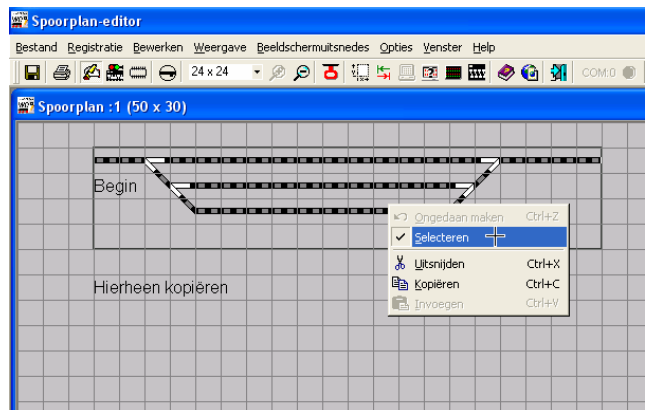 Spoorplan-editor
Bestand Registratie Bewerken Weergave Beeldschermuitsnedes Opties Venster Help
24 x 24 COM:0
Spoorplan :1 (50 x 30)
Begin
Ongedaan maken Ctrl+Z
Selecteren
Uitsnijden Ctrl+X
Kopiëren Ctrl+C
Invoegen Ctrl+V
Hierheen kopiëren